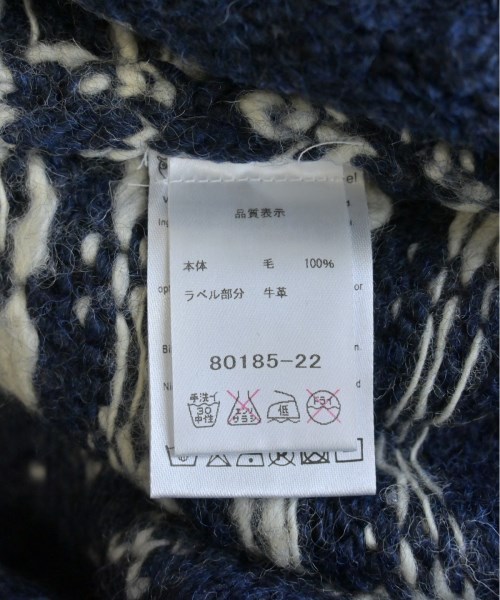 品質表示
本体 毛 100%
ラベル部分 牛革
80185-22
手洗イ 30 中性 エンソ サラシ 低 ドライ